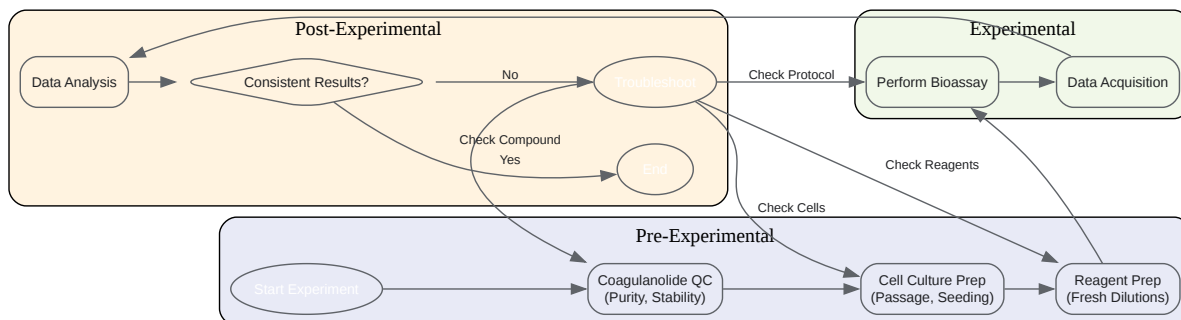 Post-Experimental
Experimental
Data Analysis
Consistent Results?
No
Troubleshoot
Check Protocol
Perform Bioassay
Data Acquisition
Check Compound
Yes
End
Check Reagents
Check Cells
Pre-Experimental
Start Experiment
Coagulanolide QC
(Purity, Stability)
Cell Culture Prep
(Passage, Seeding)
Reagent Prep
(Fresh Dilutions)